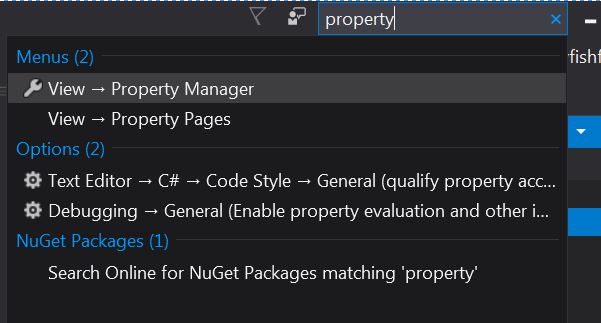 property
Menus (2)
View → Property Manager
View → Property Pages
Options (2)
Text Editor → C# → Code Style → General (qualify property acc...
Debugging → General (Enable property evaluation and other i...
NuGet Packages (1)
Search Online for NuGet Packages matching 'property'